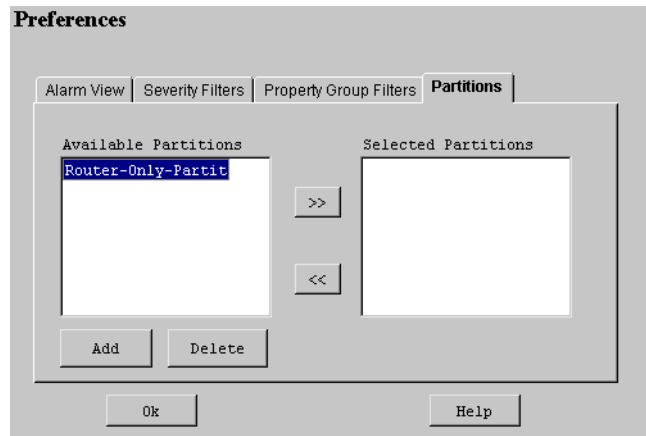 Preferences
Alarm View Severity Filters Property Group Filters Partitions
Available Partitions Selected Partitions
Router-Only-Partit
>>
<<
Add Delete
Ok Help